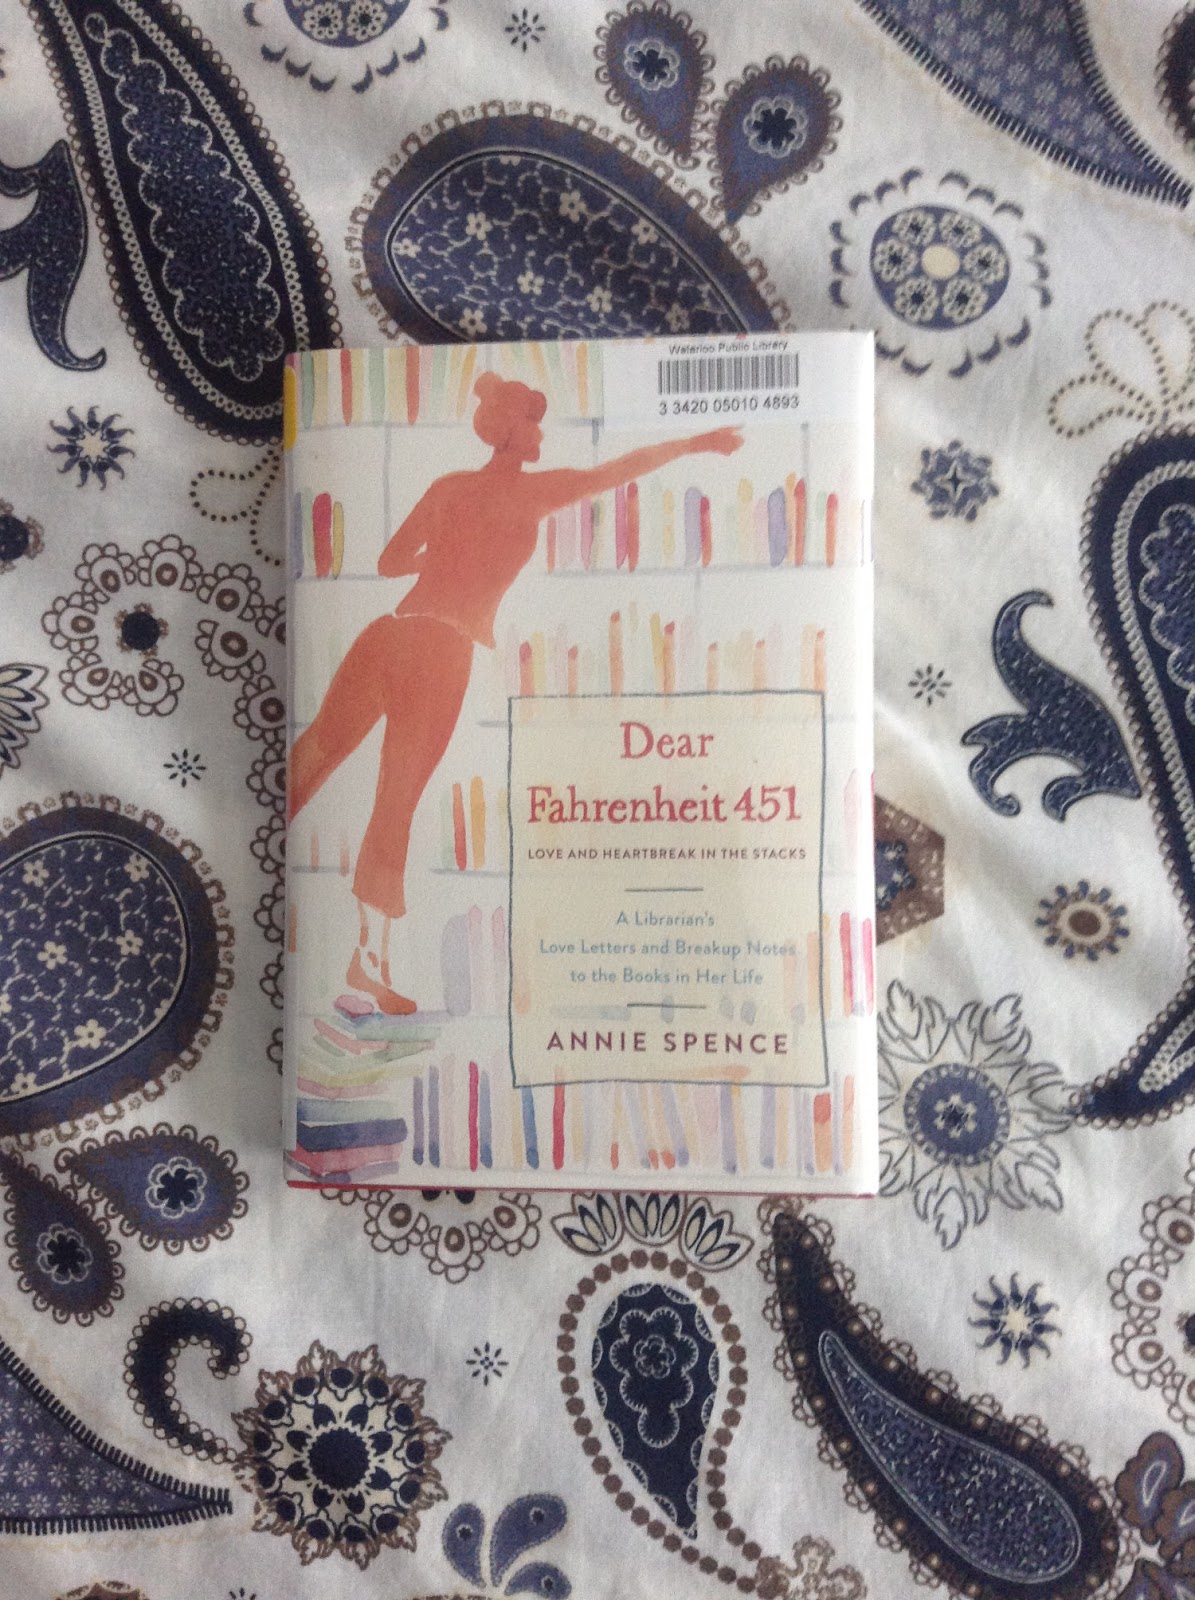 Waterloo Public Library
3 3420 05010 4893
Dear
Fahrenheit 451
LOVE AND HEARTBREAK IN THE STACKS
A Librarian's
Love Letters and Breakup Notes
to the Books in Her Life
ANNIE SPENCE